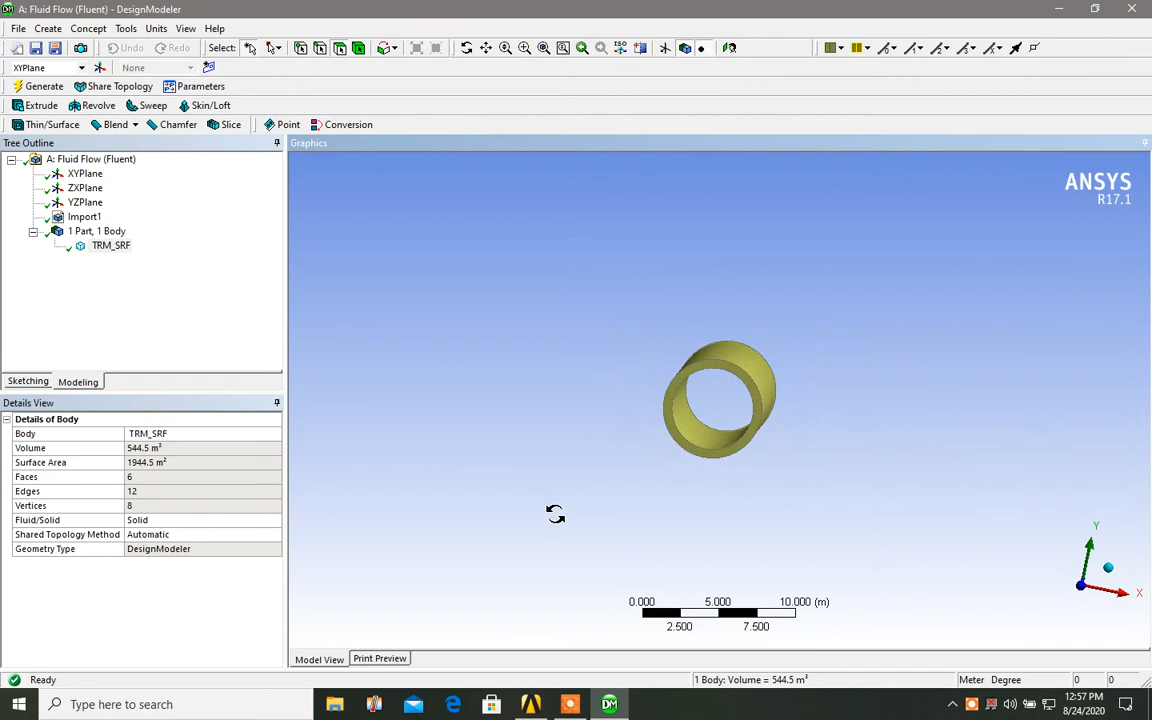 A: Fluid Flow (Fluent) - DesignModeler
File Create Concept Tools Units View Help
Undo Redo Select:
XYPlane None
Generate Share Topology Parameters
Extrude Revolve Sweep Skin/Loft
Thin/Surface Blend Chamfer Slice Point Conversion
Tree Outline
Graphics
A: Fluid Flow (Fluent)
XYPlane
ZXPlane
YZPlane
Import1
1 Part, 1 Body
TRM_SRF
ANSYS
R17.1
Sketching Modeling
Details View
Details of Body
Body TRM_SRF
Volume 544.5 m³
Surface Area 1944.5 m²
Faces 6
Edges 12
Vertices 8
Fluid/Solid Solid
Shared Topology Method Automatic
Geometry Type DesignModeler
Y
X
0.000 5.000 10.000 (m)
2.500 7.500
Model View Print Preview
Ready 1 Body: Volume = 544.5 m³ Meter Degree 0 0
Type here to search
DM
12:57 PM
8/24/2020